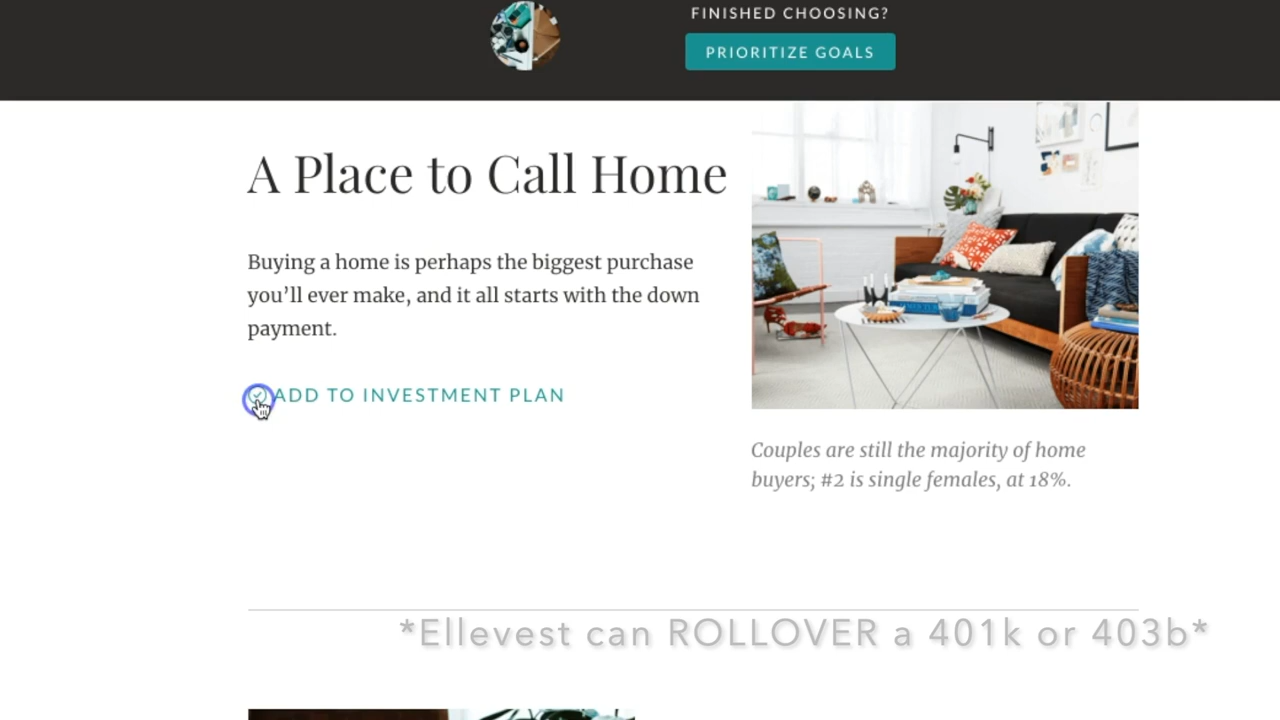 FINISHED CHOOSING?
PRIORITIZE GOALS
A Place to Call Home
Buying a home is perhaps the biggest purchase
you’ll ever make, and it all starts with the down
payment.
ADD TO INVESTMENT PLAN
Couples are still the majority of home
buyers; #2 is single females, at 18%.
*Ellevest can ROLLOVER a 401k or 403b*